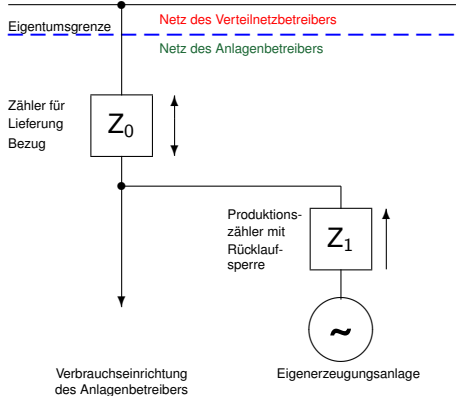 Netz des Verteilnetzbetreibers
Eigentumsgrenze
Netz des Anlagenbetreibers
Zähler für
Lieferung
Bezug
Z0
Produktions-
zähler mit
Rücklauf-
sperre
Z1
~
Verbrauchseinrichtung
des Anlagenbetreibers
Eigenerzeugungsanlage